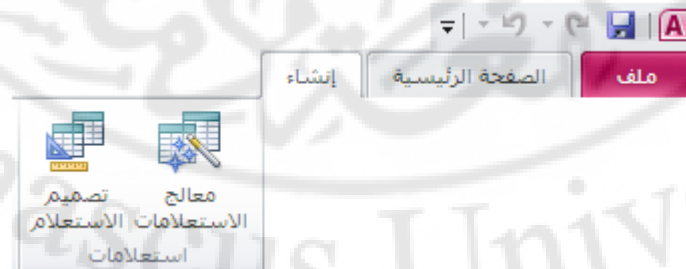 A
ملف الصفحة الرئيسية إنشاء
معالج الاستعلامات
تصميم الاستعلام
استعلامات